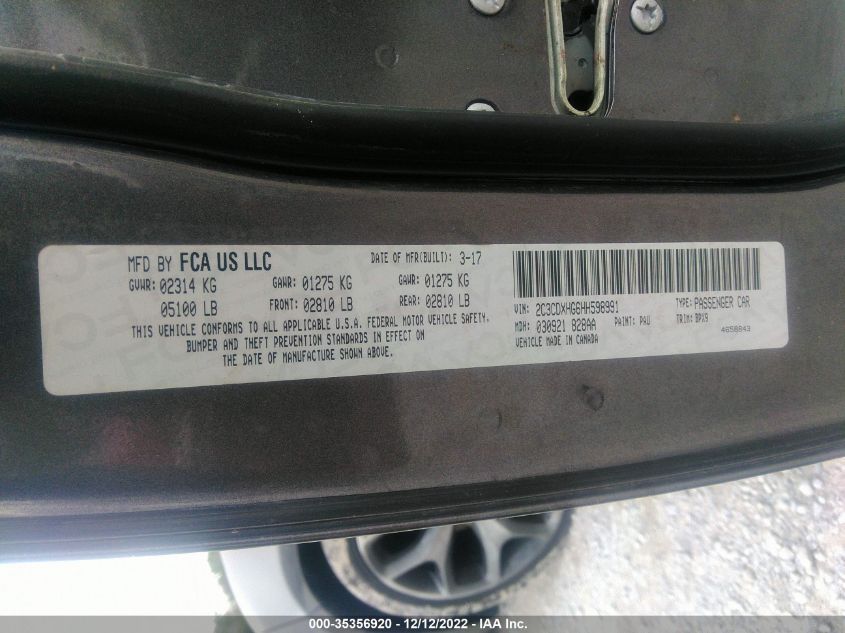 MFD BY FCA US LLC DATE OF MFR(BUILT): 3-17
GVWR: 02314 KG GAWR: 01275 KG GAWR: 01275 KG
05100 LB FRONT: 02810 LB REAR: 02810 LB
THIS VEHICLE CONFORMS TO ALL APPLICABLE U.S.A. FEDERAL MOTOR VEHICLE SAFETY,
BUMPER AND THEFT PREVENTION STANDARDS IN EFFECT ON
THE DATE OF MANUFACTURE SHOWN ABOVE.
VIN: 2C3CDXHG6HH598991 TYPE: PASSENGER CAR
MDH: 030921 828AA PAINT: PAU TRIM: BPX9
VEHICLE MADE IN CANADA 4658843
000-35356920 - 12/12/2022 - IAA Inc.